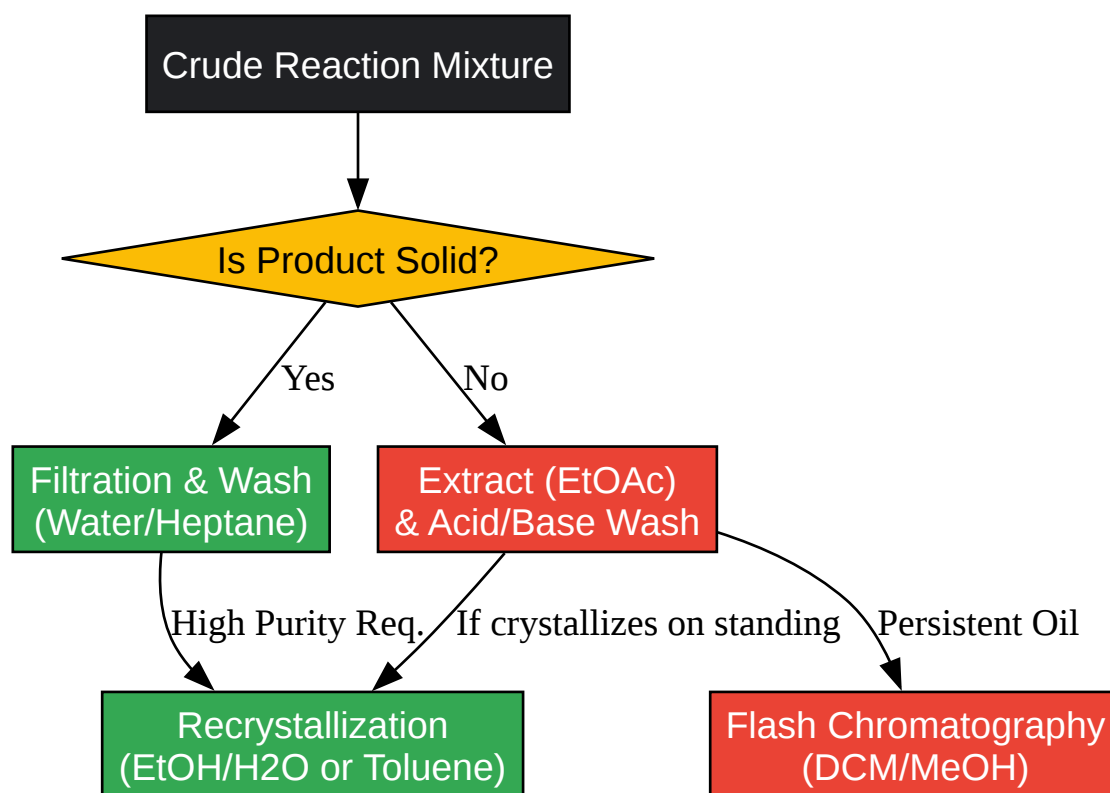 Crude Reaction Mixture
Is Product Solid?
Yes
No
Filtration & Wash
(Water/Heptane)
Extract (EtOAc)
& Acid/Base Wash
High Purity Req.
If crystallizes on standing
Persistent Oil
Recrystallization
(EtOH/H2O or Toluene)
Flash Chromatography
(DCM/MeOH)